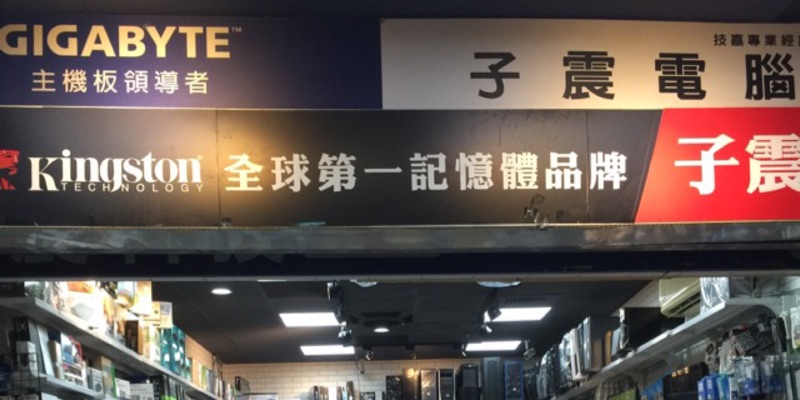 GIGABYTE™
主機板領導者
技嘉專業經
子震電腦
Kingston
TECHNOLOGY
全球第一記憶體品牌
子震